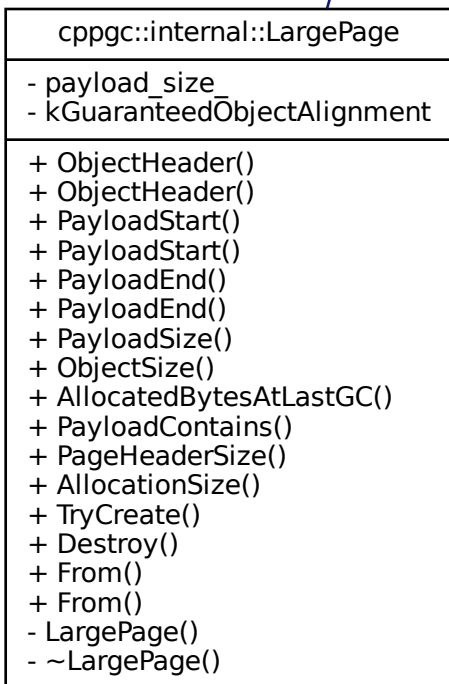 cppgc::internal::LargePage
- payload_size_
- kGuaranteedObjectAlignment
+ ObjectHeader()
+ ObjectHeader()
+ PayloadStart()
+ PayloadStart()
+ PayloadEnd()
+ PayloadEnd()
+ PayloadSize()
+ ObjectSize()
+ AllocatedBytesAtLastGC()
+ PayloadContains()
+ PageHeaderSize()
+ AllocationSize()
+ TryCreate()
+ Destroy()
+ From()
+ From()
- LargePage()
- ~LargePage()